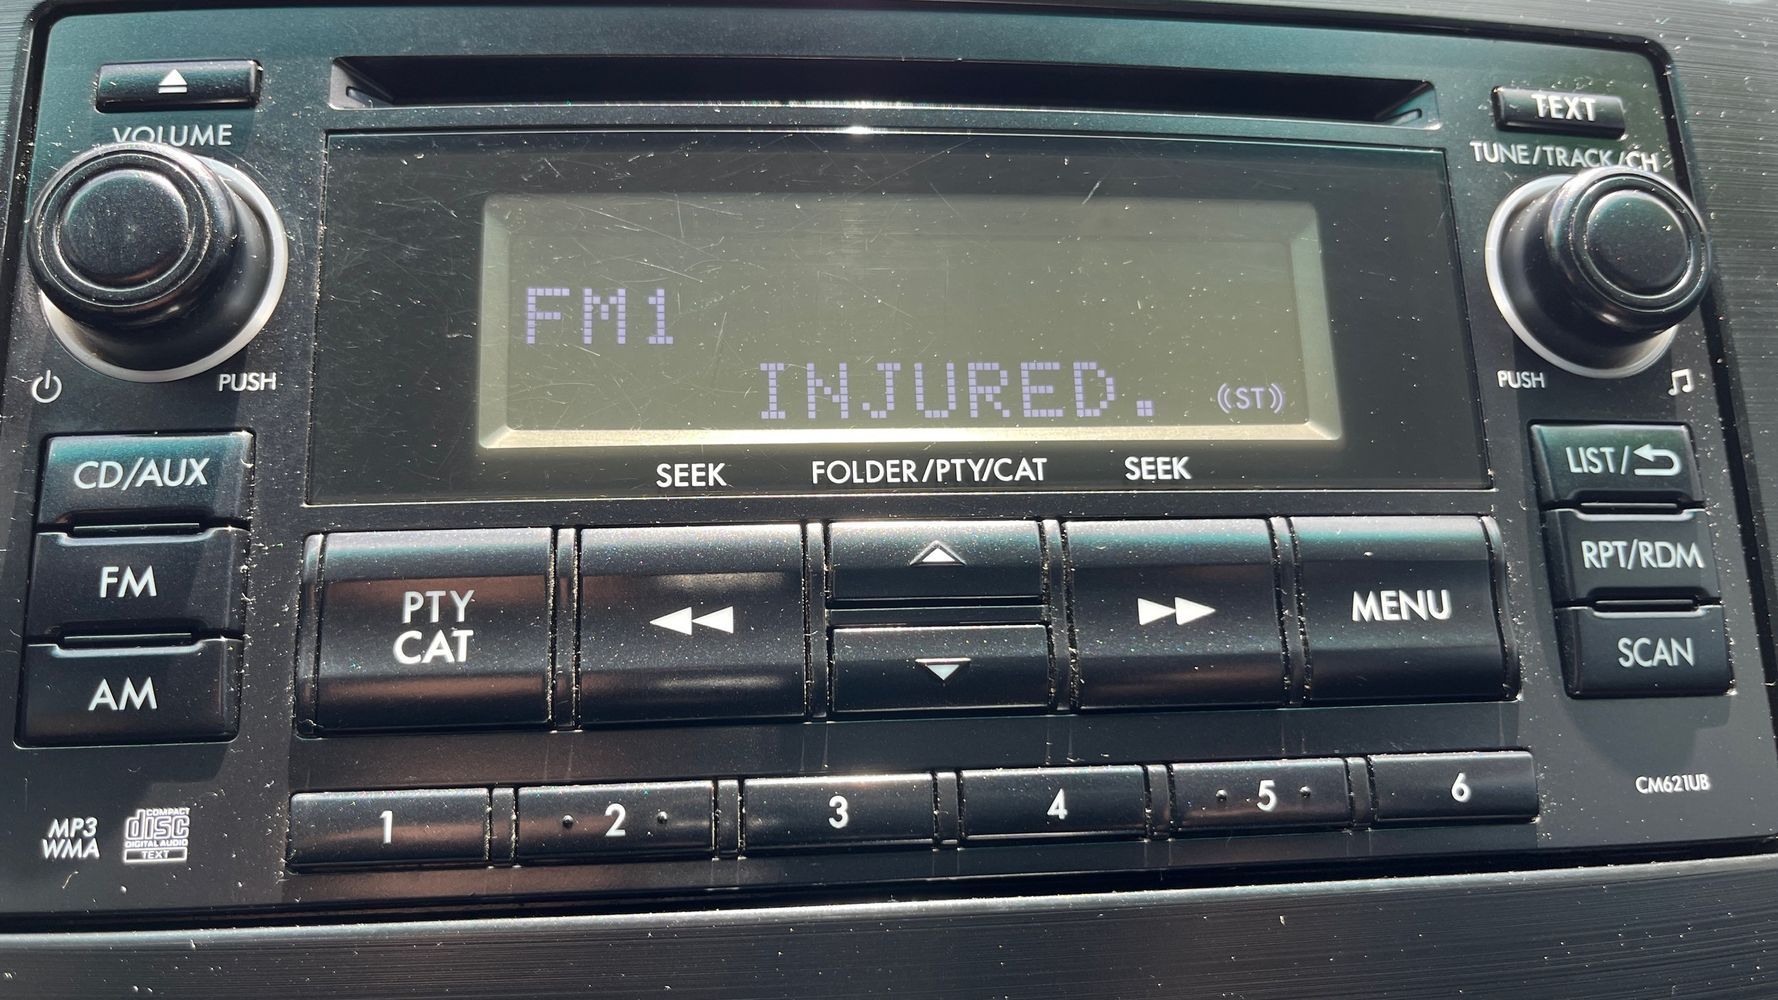 VOLUME
TEXT
TUNE/TRACK/CH
FM1
INJURED.
(ST)
PUSH
PUSH
SEEK
FOLDER/PTY/CAT
SEEK
CD/AUX
FM
AM
PTY
CAT
MENU
LIST/
RPT/RDM
SCAN
1
2
3
4
5
6
CM621UB
MP3
WMA
COMPACT
disc
DIGITAL AUDIO
TEXT